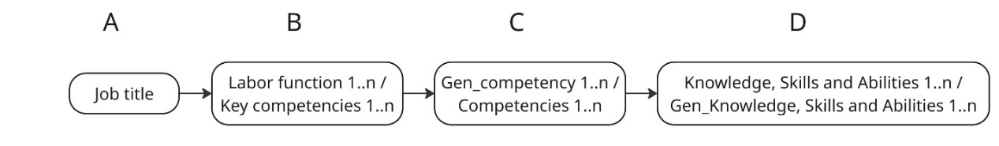 A B C D
Job title
Labor function 1..n /
Key competencies 1..n
Gen_competency 1..n /
Competencies 1..n
Knowledge, Skills and Abilities 1..n /
Gen_Knowledge, Skills and Abilities 1..n